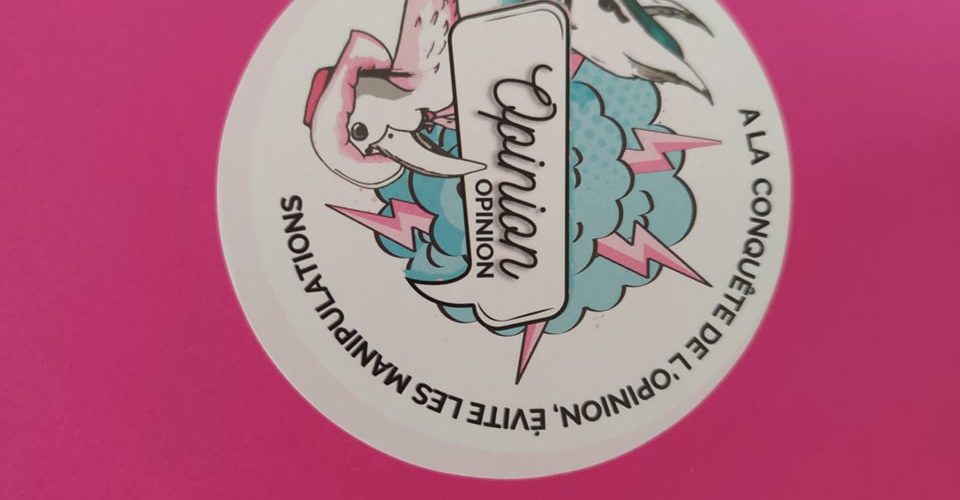 Opinion
OPINION
A LA CONQUÊTE DE L'OPINION, ÉVITE LES MANIPULATIONS